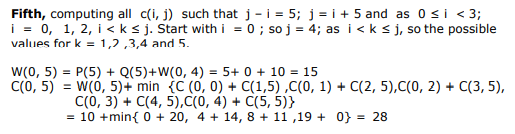 Fifth, computing all  c(i, j)  such that  j - i = 5;  j = i + 5 and  as  0 ≤ i  < 3;
i  =  0,  1,  2, i < k ≤ j.  Start with i  = 0 ; so j = 4;  as  i < k ≤ j, so the possible
values for k =  1,2 ,3,4 and 5.
W(0, 5) = P(5) + Q(5)+W(0, 4) = 5+ 0 + 10 = 15
C(0, 5)  = W(0, 5)+ min  {C (0, 0) + C(1,5) ,C(0, 1) + C(2, 5),C(0, 2) + C(3, 5),
C(0, 3) + C(4, 5),C(0, 4) + C(5, 5)}
= 10 +min{ 0 + 20,  4 + 14, 8 + 11 ,19 +  0} =  28